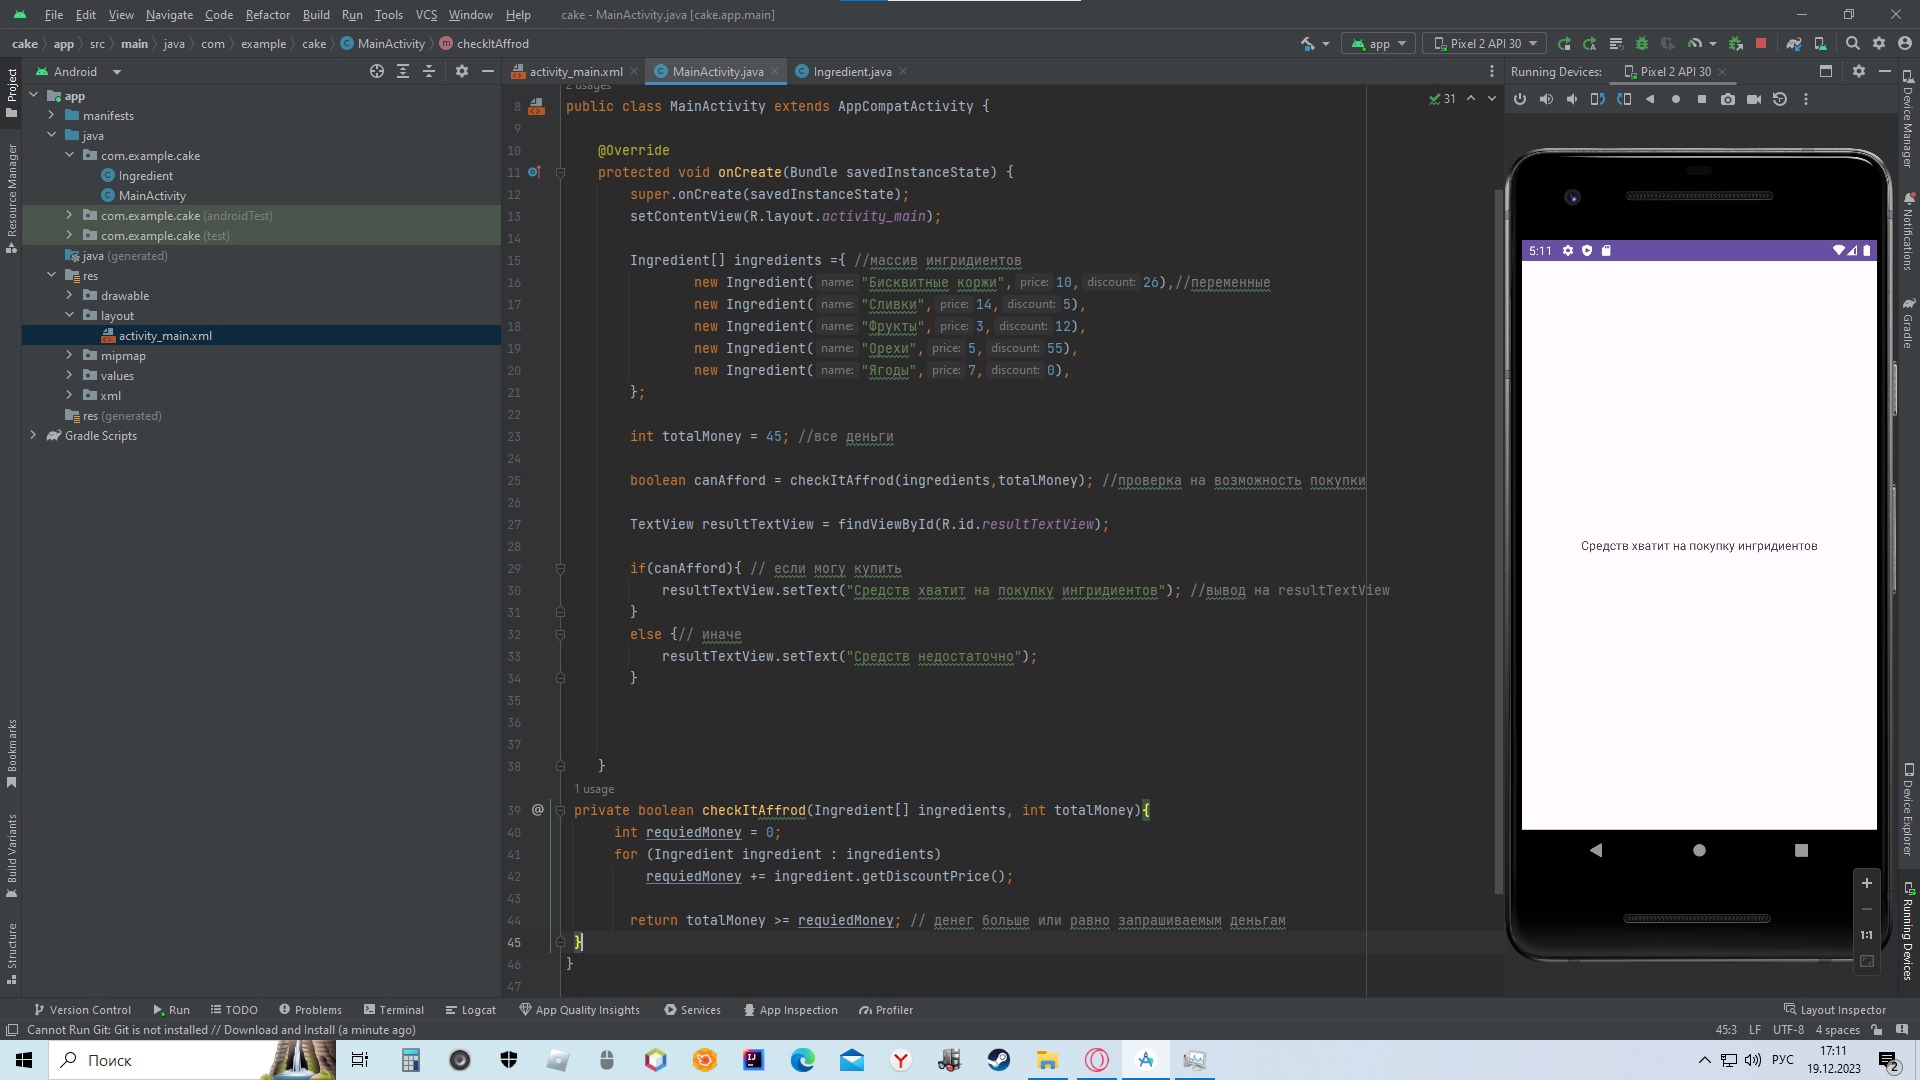 File Edit View Navigate Code Refactor Build Run Tools VCS Window Help cake - MainActivity.java [cake.app.main]
cake app src main java com example cake MainActivity checkItAffrod app Pixel 2 API 30
Android
activity_main.xml MainActivity.java Ingredient.java
Running Devices: Pixel 2 API 30
Project
Resource Manager
Bookmarks
Build Variants
Structure
app
manifests
java
com.example.cake
Ingredient
MainActivity
com.example.cake (androidTest)
com.example.cake (test)
java (generated)
res
drawable
layout
activity_main.xml
mipmap
values
xml
res (generated)
Gradle Scripts
2 usages
31
8 public class MainActivity extends AppCompatActivity {
9
10 @Override
11 protected void onCreate(Bundle savedInstanceState) {
12 super.onCreate(savedInstanceState);
13 setContentView(R.layout.activity_main);
14
15 Ingredient[] ingredients ={ //массив ингридиентов
16 new Ingredient( name: "Бисквитные коржи", price: 10, discount: 26),//переменные
17 new Ingredient( name: "Сливки", price: 14, discount: 5),
18 new Ingredient( name: "Фрукты", price: 3, discount: 12),
19 new Ingredient( name: "Орехи", price: 5, discount: 55),
20 new Ingredient( name: "Ягоды", price: 7, discount: 0),
21 };
22
23 int totalMoney = 45; //все деньги
24
25 boolean canAfford = checkItAffrod(ingredients,totalMoney); //проверка на возможность покупки
26
27 TextView resultTextView = findViewById(R.id.resultTextView);
28
29 if(canAfford){ // если могу купить
30 resultTextView.setText("Средств хватит на покупку ингридиентов"); //вывод на resultTextView
31 }
32 else {// иначе
33 resultTextView.setText("Средств недостаточно");
34 }
35
36
37
38 }
1 usage
39 @ private boolean checkItAffrod(Ingredient[] ingredients, int totalMoney){
40 int requiedMoney = 0;
41 for (Ingredient ingredient : ingredients)
42 requiedMoney += ingredient.getDiscountPrice();
43
44 return totalMoney >= requiedMoney; // денег больше или равно запрашиваемым деньгам
45 }
46 }
47
5:11
Средств хватит на покупку ингридиентов
1:1
Device Manager
Notifications
Gradle
Device Explorer
Running Devices
Version Control Run TODO Problems Terminal Logcat App Quality Insights Services App Inspection Profiler Layout Inspector
Cannot Run Git: Git is not installed // Download and Install (a minute ago) 45:3 LF UTF-8 4 spaces
Поиск
РУС
17:11
19.12.2023
2